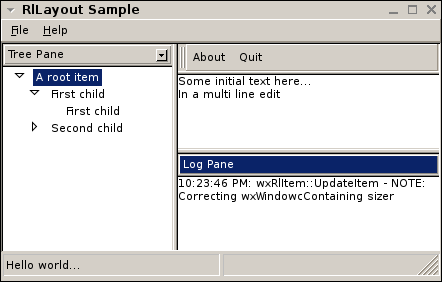 RlLayout Sample
File Help
Tree Pane
A root item
First child
First child
Second child
About Quit
Some initial text here...
In a multi line edit
Log Pane
10:23:46 PM: wxRlItem::UpdateItem - NOTE:
Correcting wxWindowcContaining sizer
Hello world...